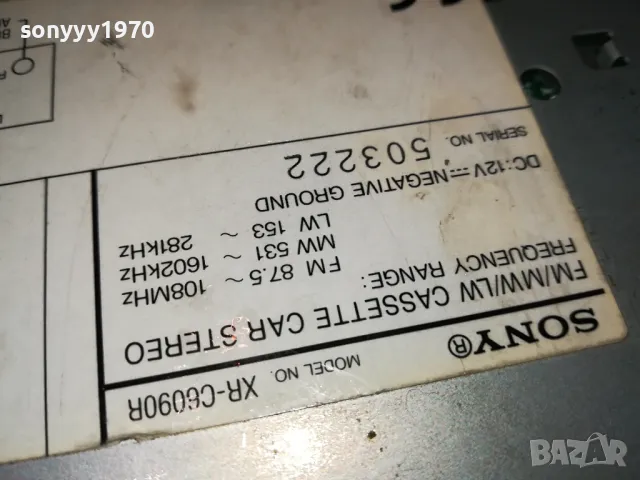 sonyyy1970
SONY®
MODEL NO. XR-C6090R
FM/MW/LW CASSETTE CAR STEREO
FREQUENCY RANGE:
FM 87.5 ~ 108MHz
MW 531 ~ 1602kHz
LW 153 ~ 281kHz
DC:12V ⎓ NEGATIVE GROUND
SERIAL NO. 503222
BAZAR
bg